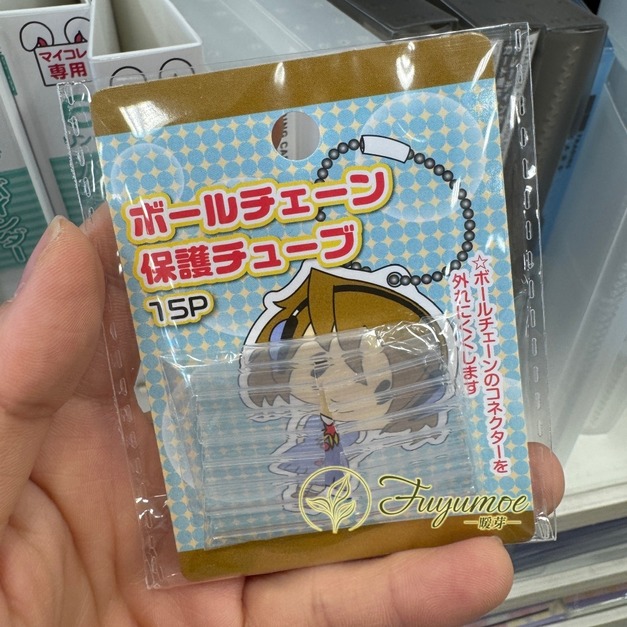 マイコレ
専用
ボールチェーン
保護チューブ
15P
☆ボールチェーンのコネクターを
外れにくくします
Fuyumoe
暖芽